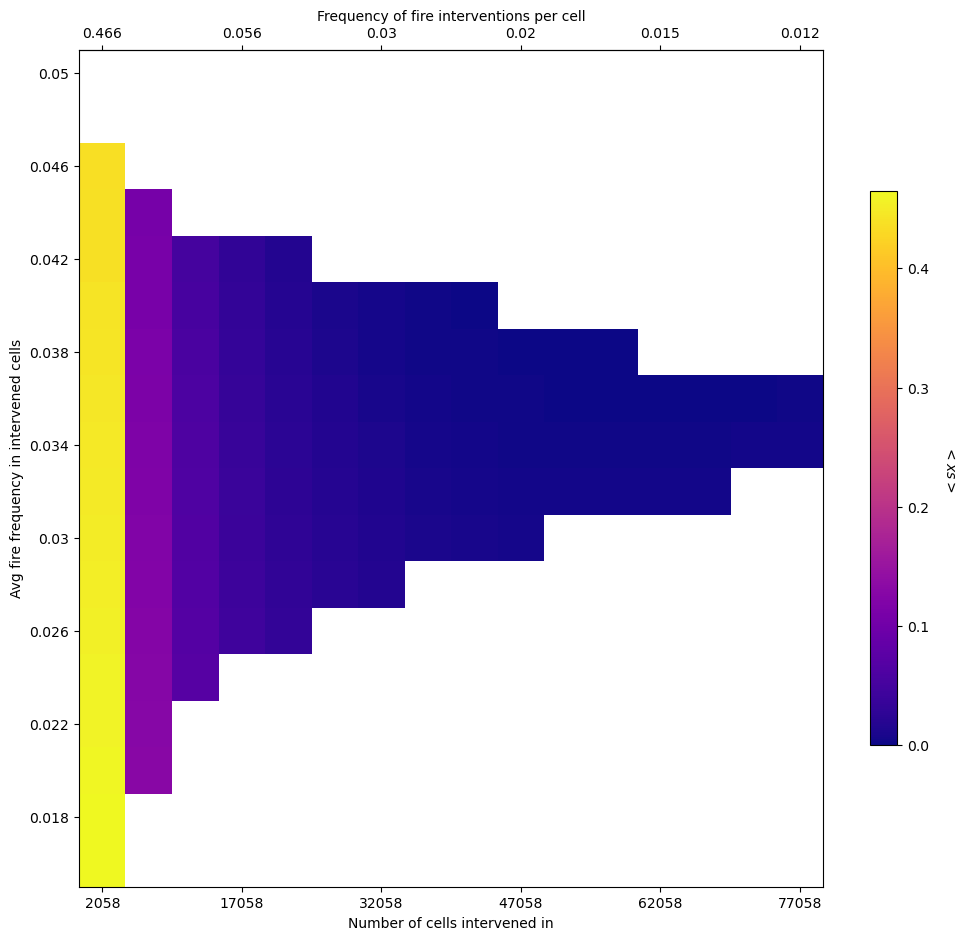 Frequency of fire interventions per cell
0.466 0.056 0.03 0.02 0.015 0.012
0.05
0.046
0.042
0.038
0.034
0.03
0.026
0.022
0.018
Avg fire frequency in intervened cells
2058 17058 32058 47058 62058 77058
Number of cells intervened in
0.4
0.3
0.2
0.1
0.0
< xs >